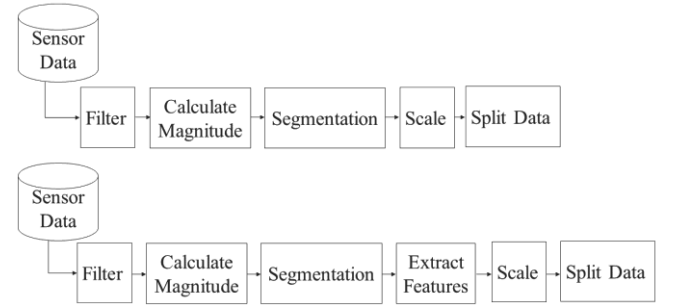 Sensor
Data
Filter
Calculate
Magnitude
Segmentation
Scale
Split Data
Sensor
Data
Filter
Calculate
Magnitude
Segmentation
Extract
Features
Scale
Split Data